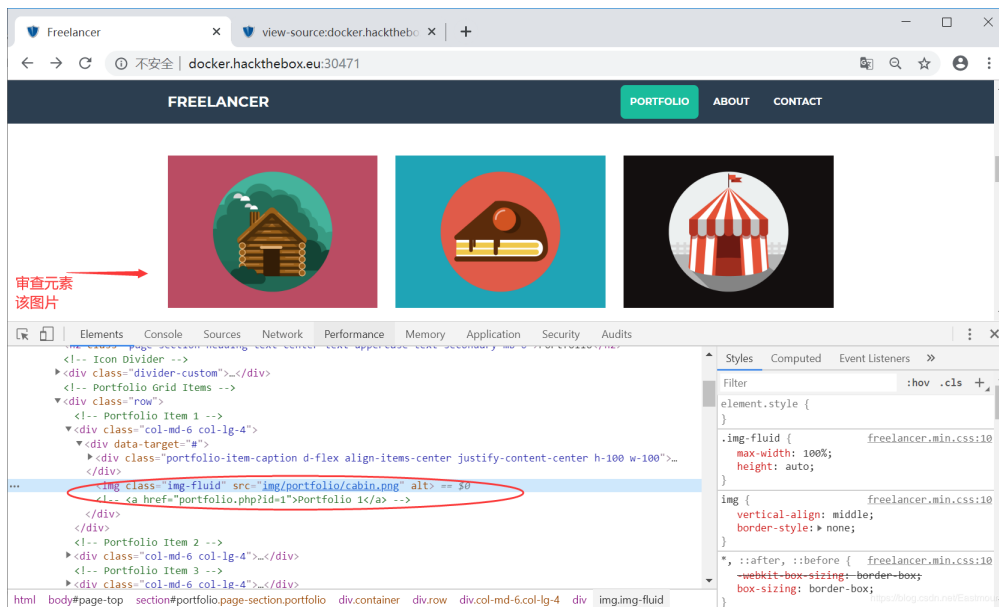 Freelancer
view-source:docker.hackthebo
不安全 | docker.hackthebox.eu:30471
FREELANCER
PORTFOLIO ABOUT CONTACT
审查元素
该图片
Elements Console Sources Network Performance Memory Application Security Audits
<!-- Icon Divider -->
<div class="divider-custom">…</div>
<!-- Portfolio Grid Items -->
<div class="row">
<!-- Portfolio Item 1 -->
<div class="col-md-6 col-lg-4">
<div data-target="#">
<div class="portfolio-item-caption d-flex align-items-center justify-content-center h-100 w-100">…
</div>
<img class="img-fluid" src="img/portfolio/cabin.png" alt> == $0
<!-- <a href="portfolio.php?id=1">Portfolio 1</a> -->
</div>
</div>
<!-- Portfolio Item 2 -->
<div class="col-md-6 col-lg-4">…</div>
<!-- Portfolio Item 3 -->
<div class="col-md-6 col-lg-4">…</div>
html body#page-top section#portfolio.page-section.portfolio div.container div.row div.col-md-6.col-lg-4 div img.img-fluid
Styles Computed Event Listeners »
Filter :hov .cls +
element.style {
}
.img-fluid { freelancer.min.css:10
max-width: 100%;
height: auto;
}
img { freelancer.min.css:10
vertical-align: middle;
border-style: none;
}
*, ::after, ::before { freelancer.min.css:10
-webkit-box-sizing: border-box;
box-sizing: border-box;
}